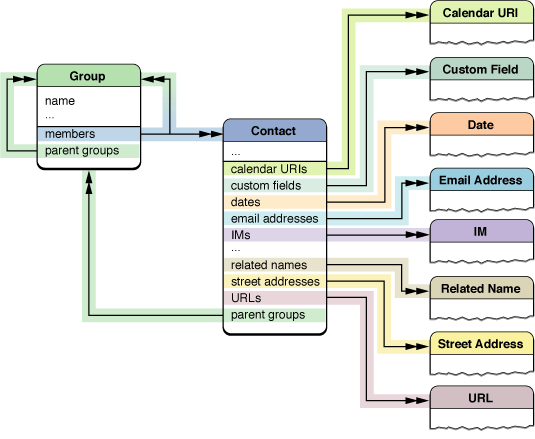 Group
name
...
members
parent groups
Contact
...
calendar URIs
custom fields
dates
email addresses
IMs
...
related names
street addresses
URLs
parent groups
Calendar URI
Custom Field
Date
Email Address
IM
Related Name
Street Address
URL